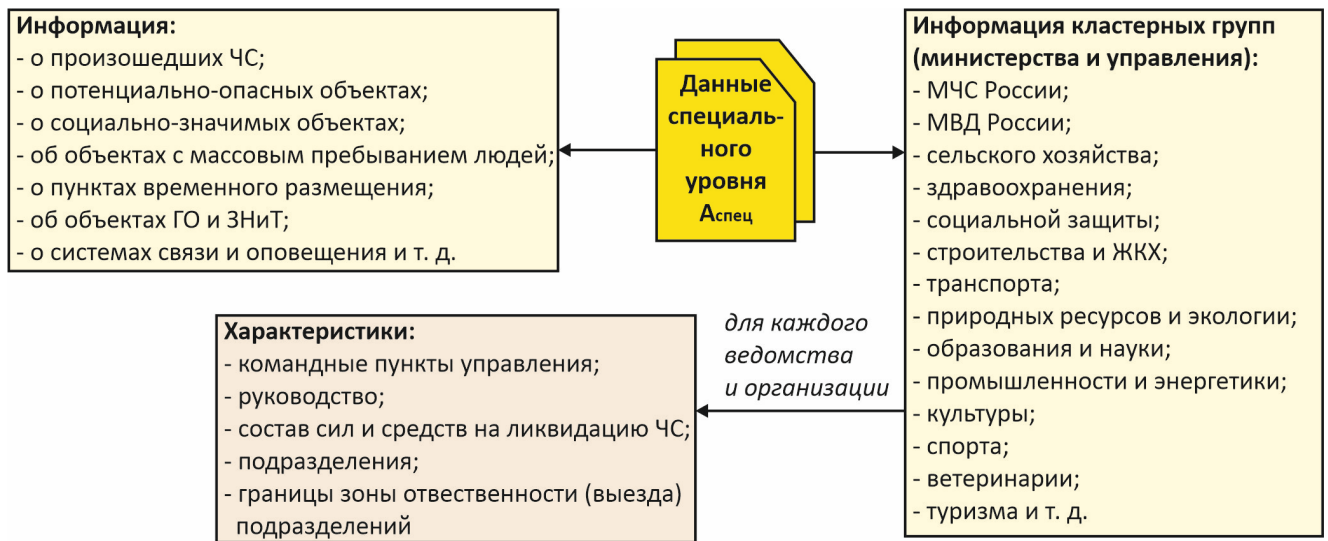 Информация:
- о произошедших ЧС;
- о потенциально-опасных объектах;
- о социально-значимых объектах;
- об объектах с массовым пребыванием людей;
- о пунктах временного размещения;
- об объектах ГО и ЗНиТ;
- о системах связи и оповещения и т. д.
Данные
специаль-
ного
уровня
Aспец
Информация кластерных групп
(министерства и управления):
- МЧС России;
- МВД России;
- сельского хозяйства;
- здравоохранения;
- социальной защиты;
- строительства и ЖКХ;
- транспорта;
- природных ресурсов и экологии;
- образования и науки;
- промышленности и энергетики;
- культуры;
- спорта;
- ветеринарии;
- туризма и т. д.
для каждого
ведомства
и организации
Характеристики:
- командные пункты управления;
- руководство;
- состав сил и средств на ликвидацию ЧС;
- подразделения;
- границы зоны отвественности (выезда)
подразделений